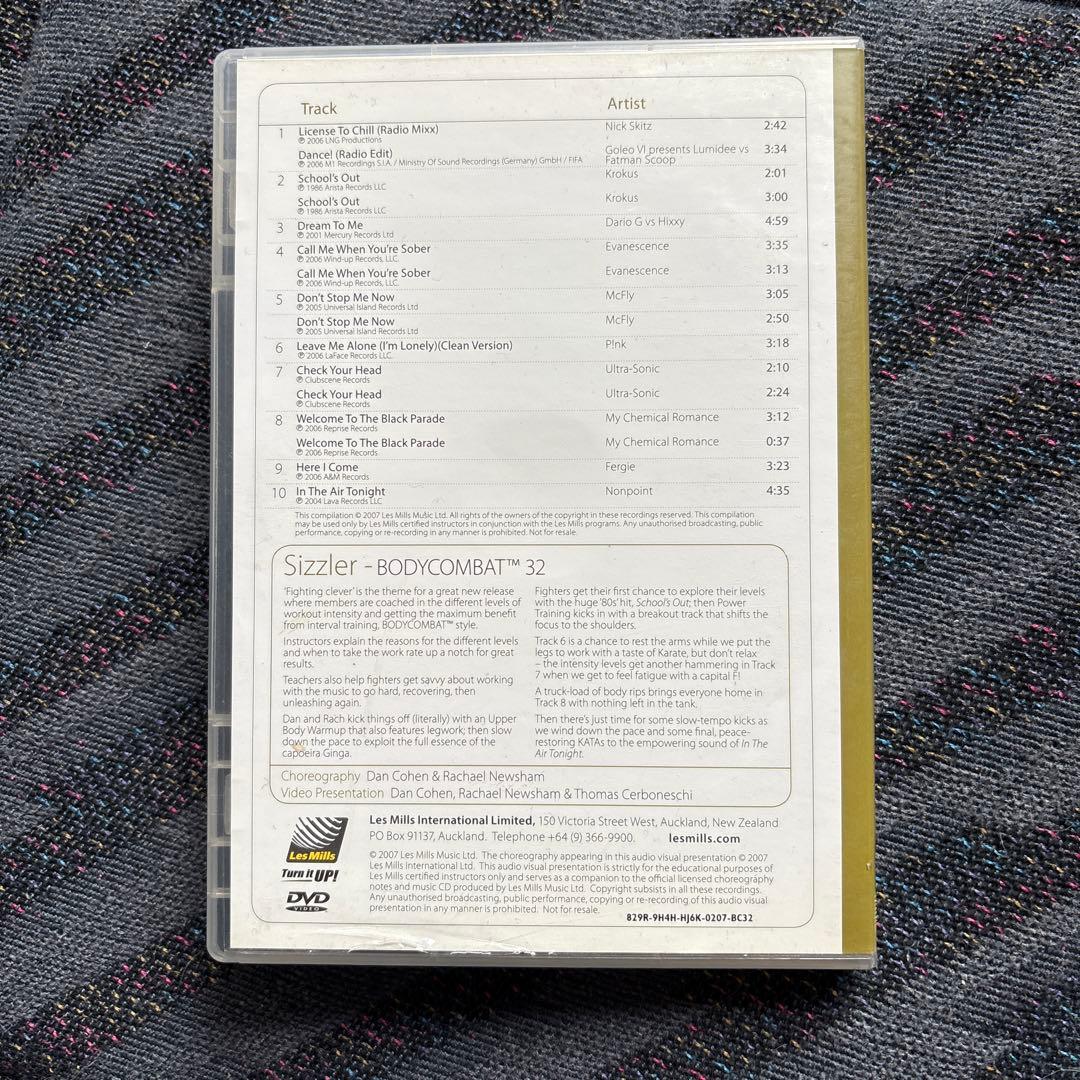 Track Artist
1 License To Chill (Radio Mixx) Nick Skitz 2:42
℗ 2006 LNG Productions
Dance! (Radio Edit) Goleo VI presents Lumidee vs 3:34
℗ 2006 M1 Recordings S.I.A. / Ministry Of Sound Recordings (Germany) GmbH / FIFA Fatman Scoop
2 School's Out Krokus 2:01
℗ 1986 Arista Records LLC
School's Out Krokus 3:00
℗ 1986 Arista Records LLC
3 Dream To Me Dario G vs Hixxy 4:59
℗ 2001 Mercury Records Ltd
4 Call Me When You're Sober Evanescence 3:35
℗ 2006 Wind-up Records, LLC.
Call Me When You're Sober Evanescence 3:13
℗ 2006 Wind-up Records, LLC.
5 Don't Stop Me Now McFly 3:05
℗ 2005 Universal Island Records Ltd
Don't Stop Me Now McFly 2:50
℗ 2005 Universal Island Records Ltd
6 Leave Me Alone (I'm Lonely)(Clean Version) P!nk 3:18
℗ 2006 LaFace Records LLC
7 Check Your Head Ultra-Sonic 2:10
℗ Clubscene Records
Check Your Head Ultra-Sonic 2:24
℗ Clubscene Records
8 Welcome To The Black Parade My Chemical Romance 3:12
℗ 2006 Reprise Records
Welcome To The Black Parade My Chemical Romance 0:37
℗ 2006 Reprise Records
9 Here I Come Fergie 3:23
℗ 2006 A&M Records
10 In The Air Tonight Nonpoint 4:35
℗ 2004 Lava Records LLC
This compilation © 2007 Les Mills Music Ltd. All rights of the owners of the copyright in these recordings reserved. This compilation
may be used only by Les Mills certified instructors in conjunction with the Les Mills programs. Any unauthorised broadcasting, public
performance, copying or re-recording in any manner is prohibited. Not for resale.
Sizzler - BODYCOMBAT™ 32
'Fighting clever' is the theme for a great new release
where members are coached in the different levels of
workout intensity and getting the maximum benefit
from interval training, BODYCOMBAT™ style.
Instructors explain the reasons for the different levels
and when to take the work rate up a notch for great
results.
Teachers also help fighters get savvy about working
with the music to go hard, recovering, then
unleashing again.
Dan and Rach kick things off (literally) with an Upper
Body Warmup that also features legwork; then slow
down the pace to exploit the full essence of the
capoeira Ginga.
Fighters get their first chance to explore their levels
with the huge '80s' hit, School's Out; then Power
Training kicks in with a breakout track that shifts the
focus to the shoulders.
Track 6 is a chance to rest the arms while we put the
legs to work with a taste of Karate, but don't relax
– the intensity levels get another hammering in Track
7 when we get to feel fatigue with a capital F!
A truck-load of body rips brings everyone home in
Track 8 with nothing left in the tank.
Then there's just time for some slow-tempo kicks as
we wind down the pace and some final, peace-
restoring KATAs to the empowering sound of In The
Air Tonight.
Choreography Dan Cohen & Rachael Newsham
Video Presentation Dan Cohen, Rachael Newsham & Thomas Cerboneschi
Les Mills
Turn it UP!
DVD
VIDEO
Les Mills International Limited, 150 Victoria Street West, Auckland, New Zealand
PO Box 91137, Auckland. Telephone +64 (9) 366-9900. lesmills.com
© 2007 Les Mills Music Ltd. The choreography appearing in this audio visual presentation © 2007
Les Mills International Ltd. This audio visual presentation is strictly for the educational purposes of
Les Mills certified instructors only and serves as a companion to the official licensed choreography
notes and music CD produced by Les Mills Music Ltd. Copyright subsists in all these recordings.
Any unauthorised broadcasting, public performance, copying or re-recording of this audio visual
presentation in any manner is prohibited. Not for resale.
829R-9H4H-HJ6K-0207-BC32